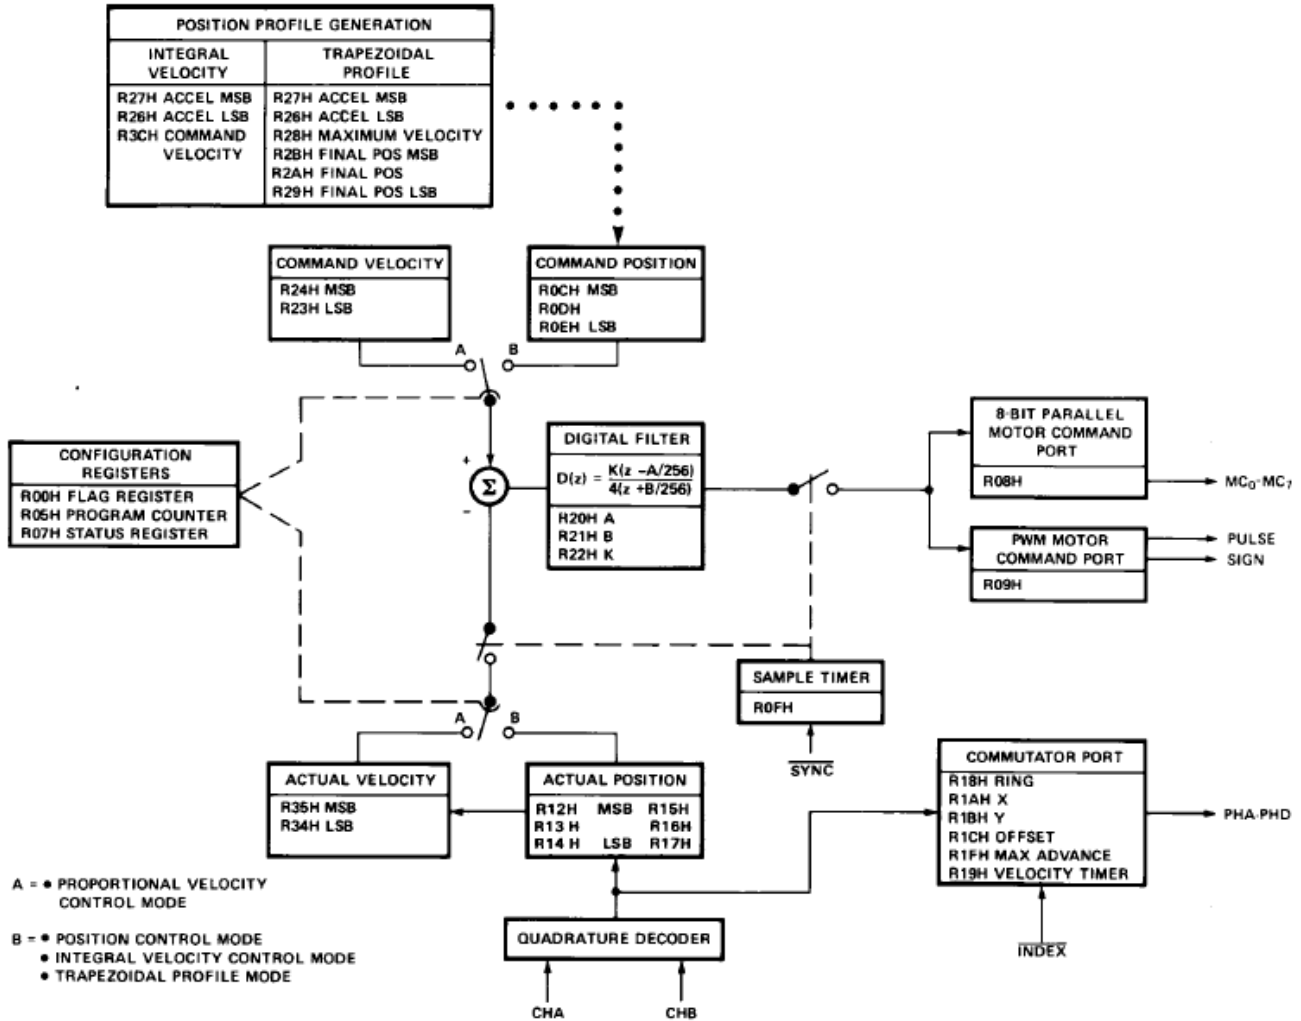 POSITION PROFILE GENERATION
INTEGRAL
VELOCITY
R27H ACCEL MSB
R26H ACCEL LSB
R3CH COMMAND
VELOCITY
TRAPEZOIDAL
PROFILE
R27H ACCEL MSB
R26H ACCEL LSB
R28H MAXIMUM VELOCITY
R2BH FINAL POS MSB
R2AH FINAL POS
R29H FINAL POS LSB
COMMAND VELOCITY
R24H MSB
R23H LSB
COMMAND POSITION
R0CH MSB
R0DH
R0EH LSB
A
B
CONFIGURATION
REGISTERS
R00H FLAG REGISTER
R05H PROGRAM COUNTER
R07H STATUS REGISTER
+
Σ
-
DIGITAL FILTER
D(z) = K(z -A/256)
4(z +B/256)
R20H A
R21H B
R22H K
8-BIT PARALLEL
MOTOR COMMAND
PORT
R08H
MC0-MC7
PWM MOTOR
COMMAND PORT
R09H
PULSE
SIGN
SAMPLE TIMER
R0FH
SYNC
A
B
ACTUAL VELOCITY
R35H MSB
R34H LSB
ACTUAL POSITION
R12H MSB R15H
R13H R16H
R14H LSB R17H
COMMUTATOR PORT
R18H RING
R1AH X
R1BH Y
R1CH OFFSET
R1FH MAX ADVANCE
R19H VELOCITY TIMER
PHA-PHD
INDEX
QUADRATURE DECODER
CHA
CHB
A = • PROPORTIONAL VELOCITY
CONTROL MODE
B = • POSITION CONTROL MODE
• INTEGRAL VELOCITY CONTROL MODE
• TRAPEZOIDAL PROFILE MODE